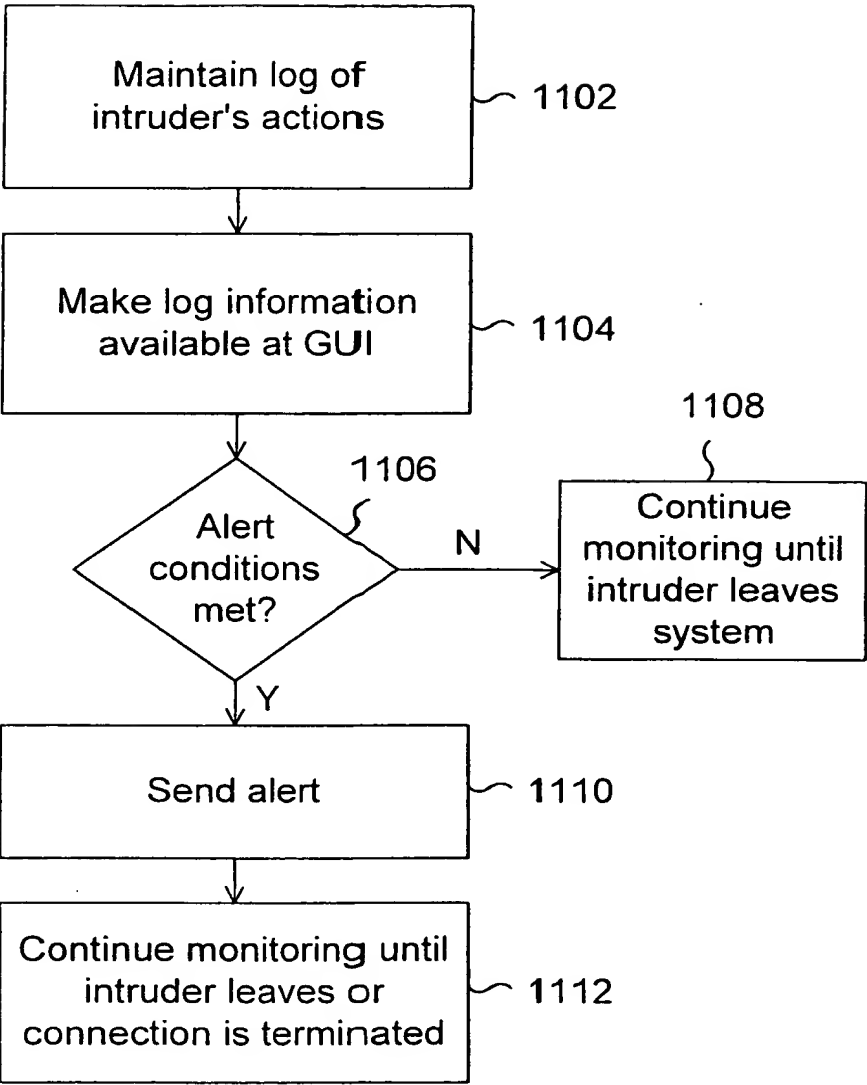 Maintain log of
intruder's actions
1102
Make log information
available at GUI
1104
1106
Alert
conditions
met?
N
1108
Continue
monitoring until
intruder leaves
system
Y
Send alert
1110
Continue monitoring until
intruder leaves or
connection is terminated
1112